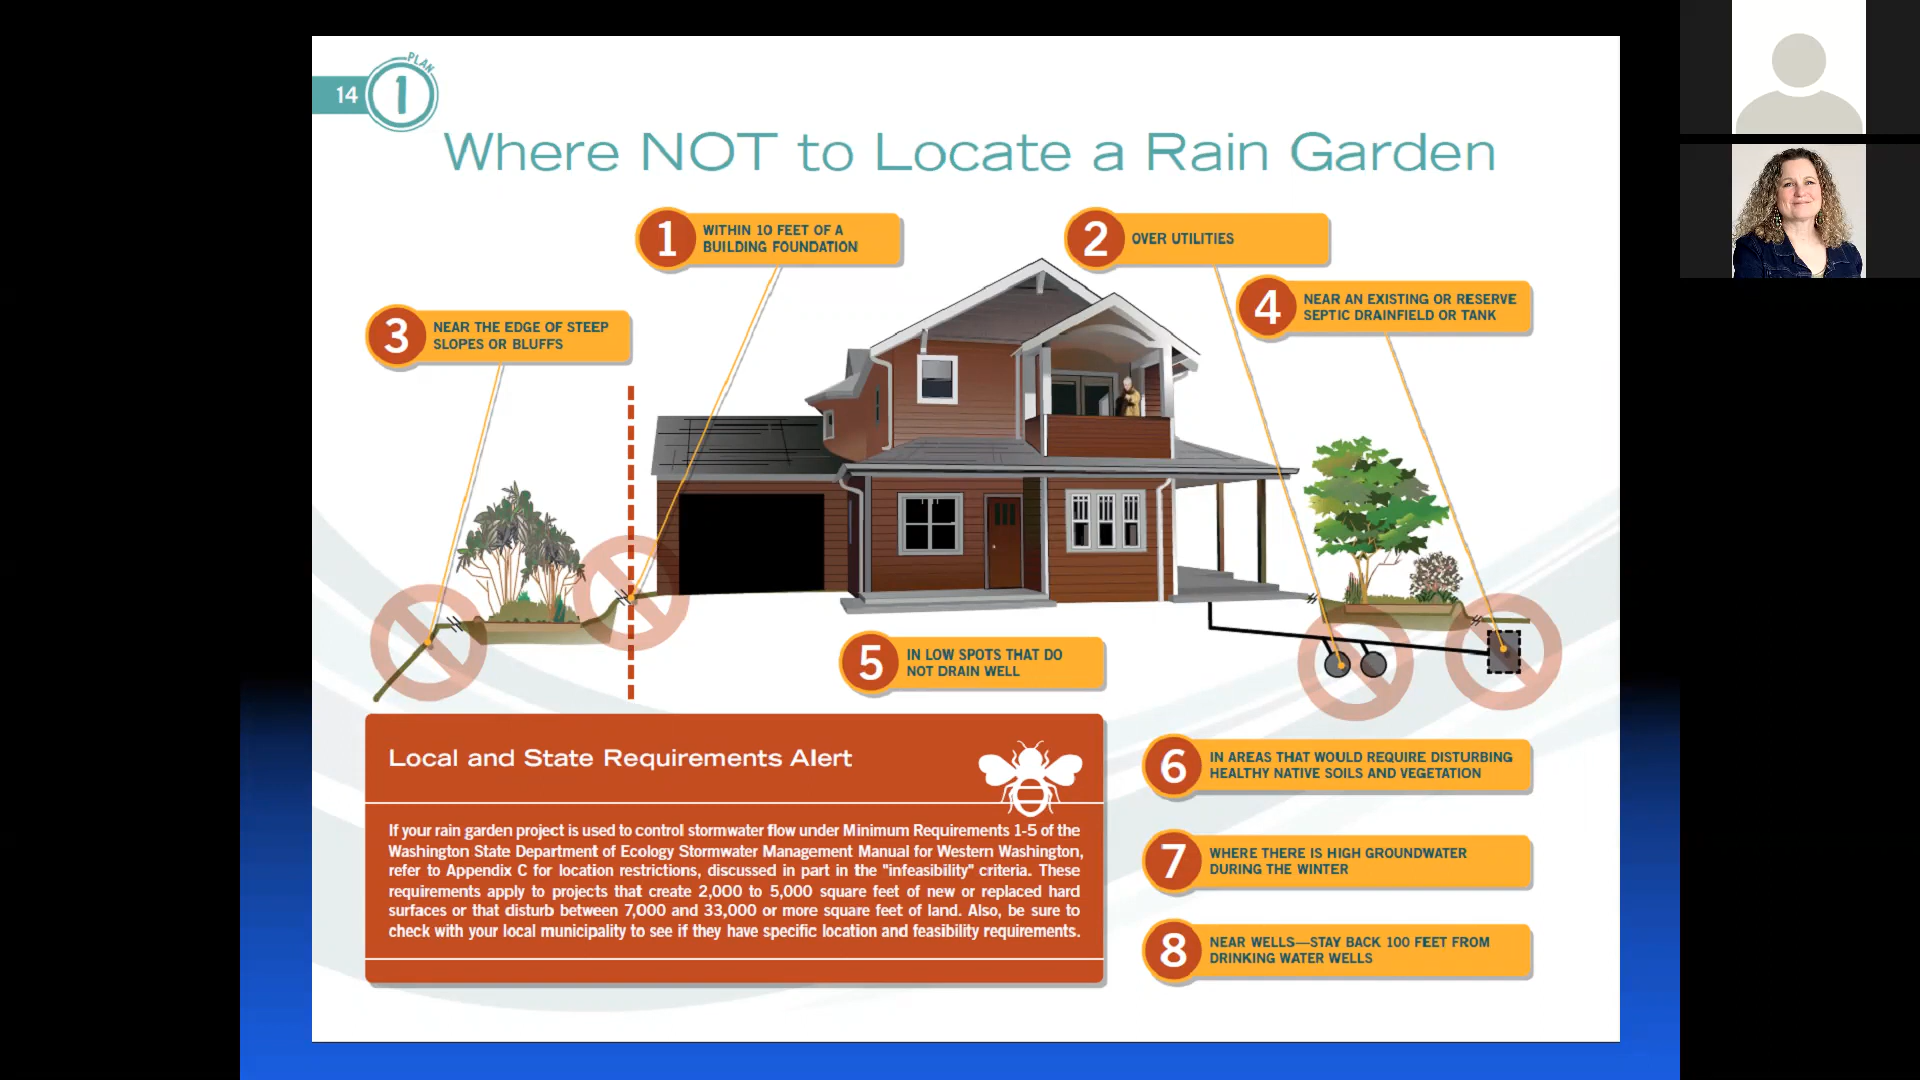 PLAN
14
1
Where NOT to Locate a Rain Garden
1
WITHIN 10 FEET OF A
BUILDING FOUNDATION
2
OVER UTILITIES
3
NEAR THE EDGE OF STEEP
SLOPES OR BLUFFS
4
NEAR AN EXISTING OR RESERVE
SEPTIC DRAINFIELD OR TANK
5
IN LOW SPOTS THAT DO
NOT DRAIN WELL
Local and State Requirements Alert
If your rain garden project is used to control stormwater flow under Minimum Requirements 1-5 of the
Washington State Department of Ecology Stormwater Management Manual for Western Washington,
refer to Appendix C for location restrictions, discussed in part in the "infeasibility" criteria. These
requirements apply to projects that create 2,000 to 5,000 square feet of new or replaced hard
surfaces or that disturb between 7,000 and 33,000 or more square feet of land. Also, be sure to
check with your local municipality to see if they have specific location and feasibility requirements.
6
IN AREAS THAT WOULD REQUIRE DISTURBING
HEALTHY NATIVE SOILS AND VEGETATION
7
WHERE THERE IS HIGH GROUNDWATER
DURING THE WINTER
8
NEAR WELLS—STAY BACK 100 FEET FROM
DRINKING WATER WELLS